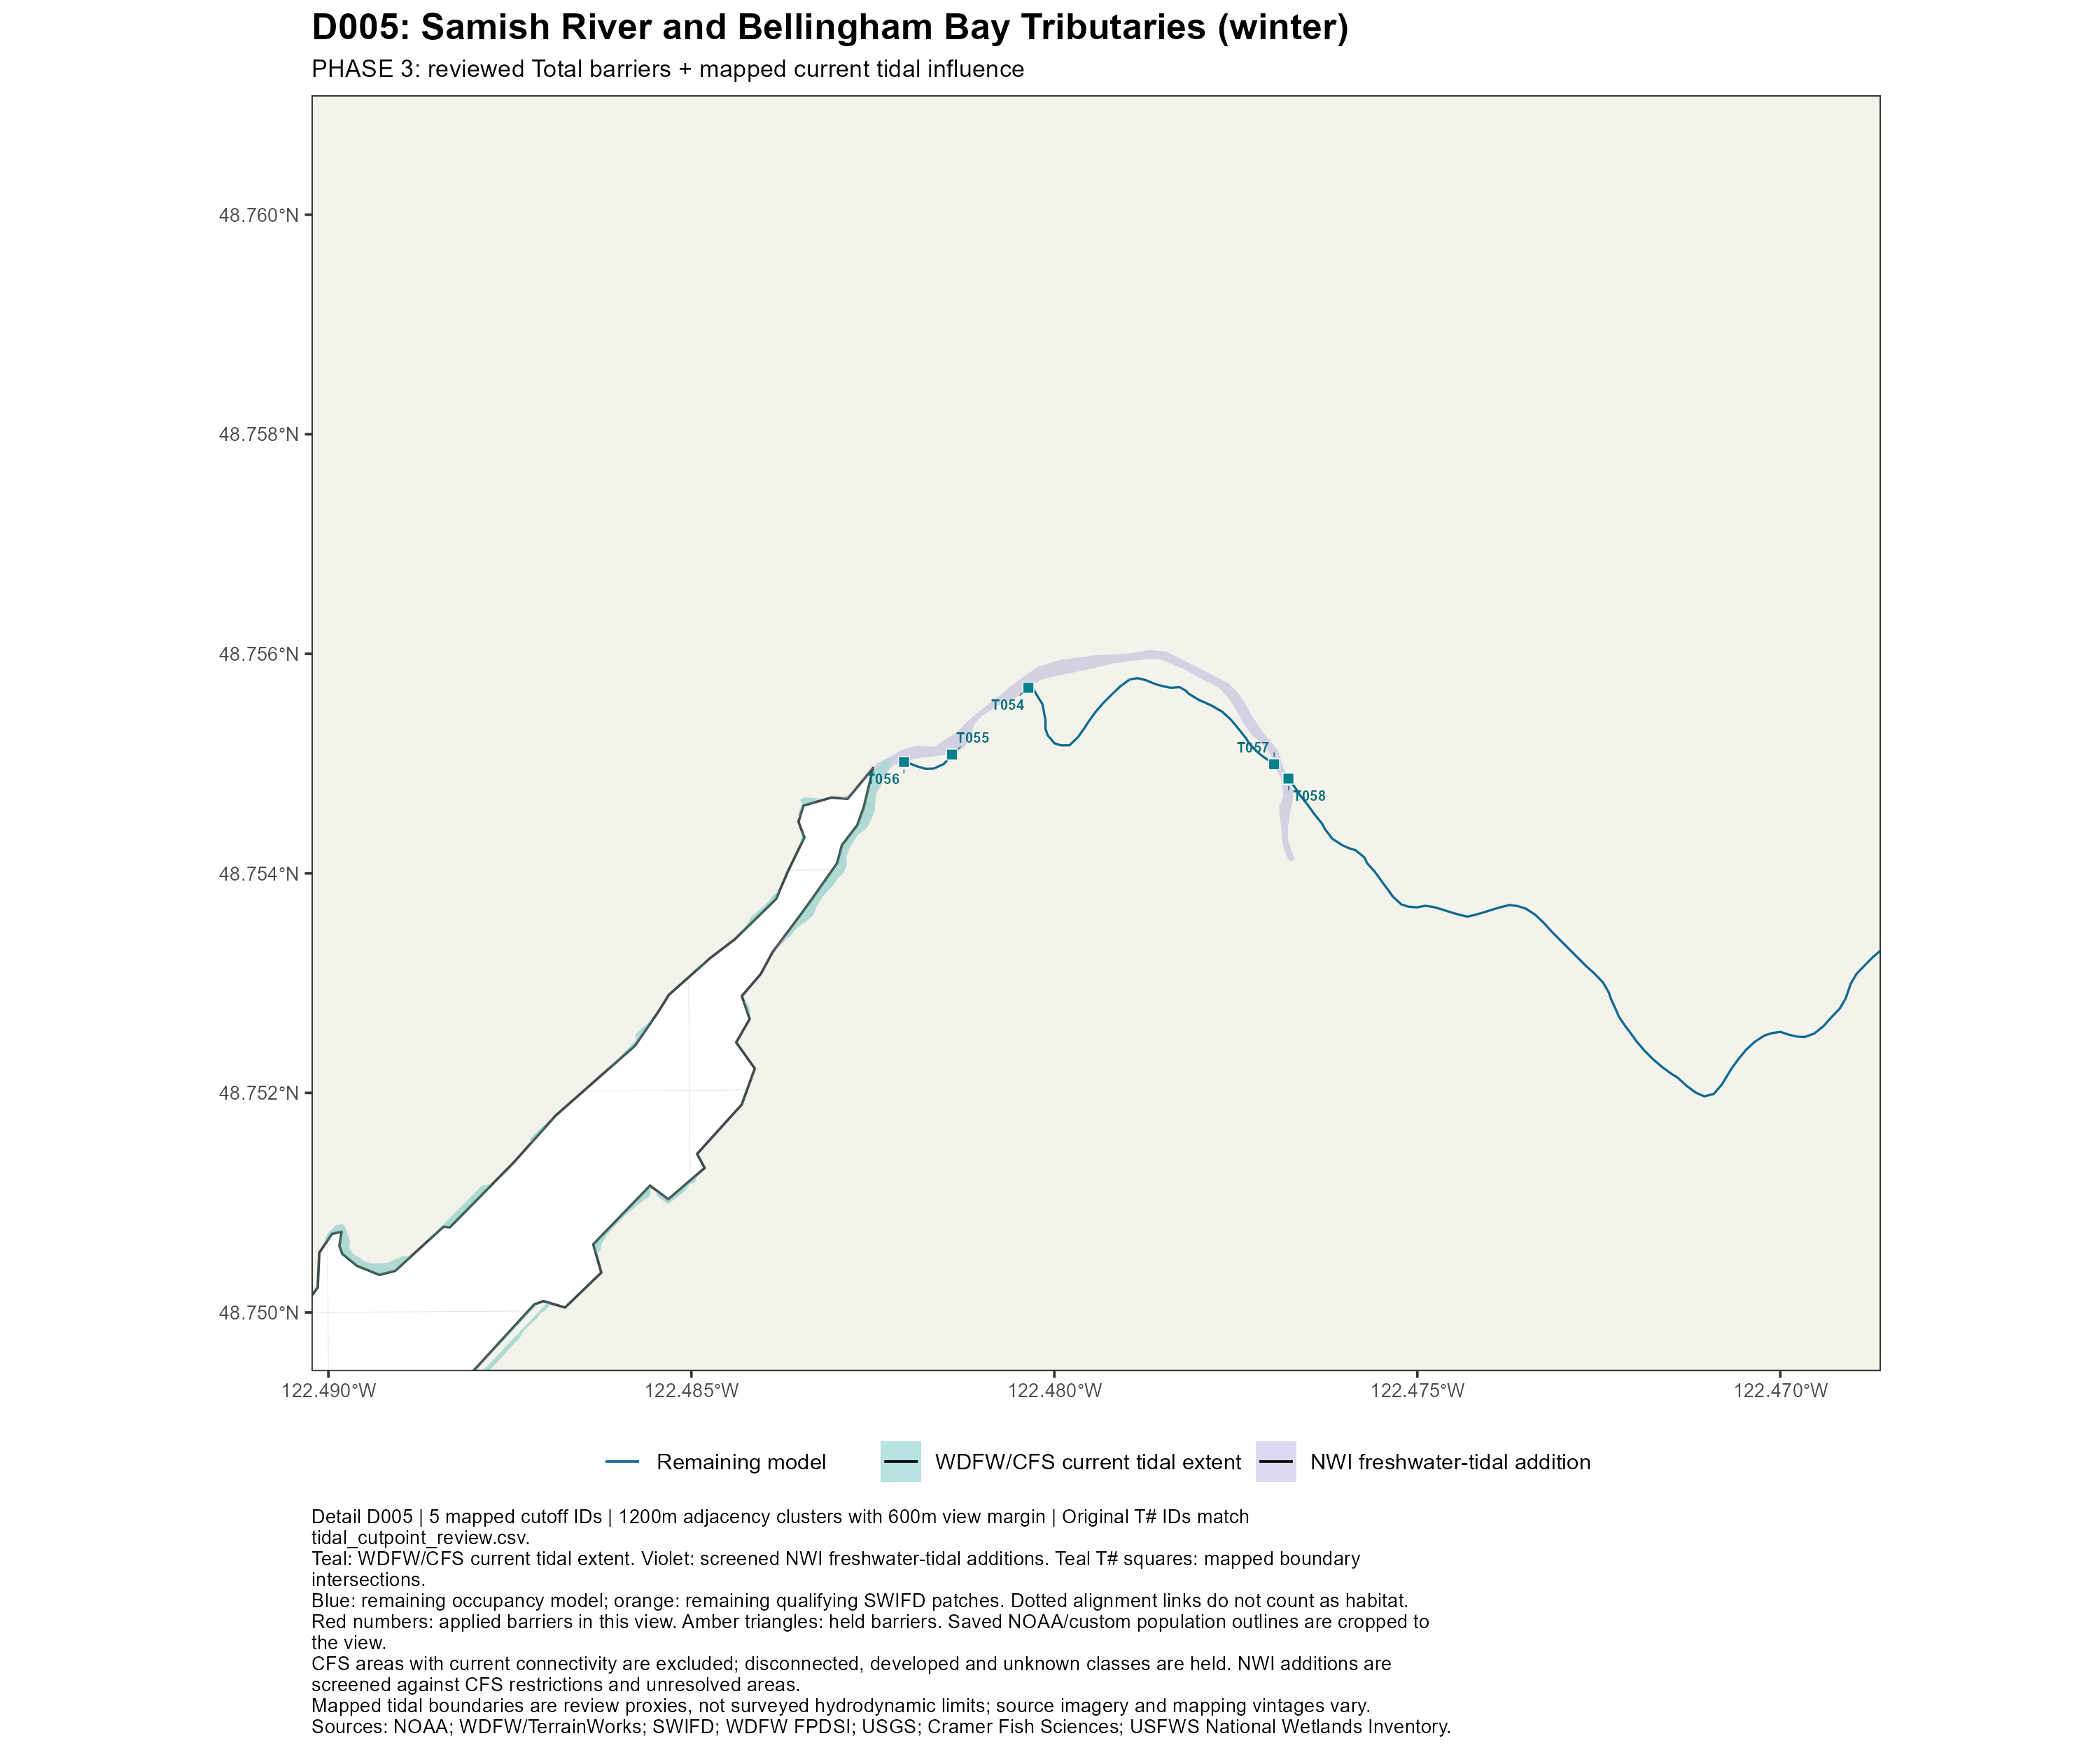 D005: Samish River and Bellingham Bay Tributaries (winter)
PHASE 3: reviewed Total barriers + mapped current tidal influence
48.760°N
48.758°N
48.756°N
48.754°N
48.752°N
48.750°N
T054
T055
T056
T057
T058
122.490°W
122.485°W
122.480°W
122.475°W
122.470°W
Remaining model
WDFW/CFS current tidal extent
NWI freshwater-tidal addition
Detail D005 | 5 mapped cutoff IDs | 1200m adjacency clusters with 600m view margin | Original T# IDs match
tidal_cutpoint_review.csv.
Teal: WDFW/CFS current tidal extent. Violet: screened NWI freshwater-tidal additions. Teal T# squares: mapped boundary
intersections.
Blue: remaining occupancy model; orange: remaining qualifying SWIFD patches. Dotted alignment links do not count as habitat.
Red numbers: applied barriers in this view. Amber triangles: held barriers. Saved NOAA/custom population outlines are cropped to
the view.
CFS areas with current connectivity are excluded; disconnected, developed and unknown classes are held. NWI additions are
screened against CFS restrictions and unresolved areas.
Mapped tidal boundaries are review proxies, not surveyed hydrodynamic limits; source imagery and mapping vintages vary.
Sources: NOAA; WDFW/TerrainWorks; SWIFD; WDFW FPDSI; USGS; Cramer Fish Sciences; USFWS National Wetlands Inventory.